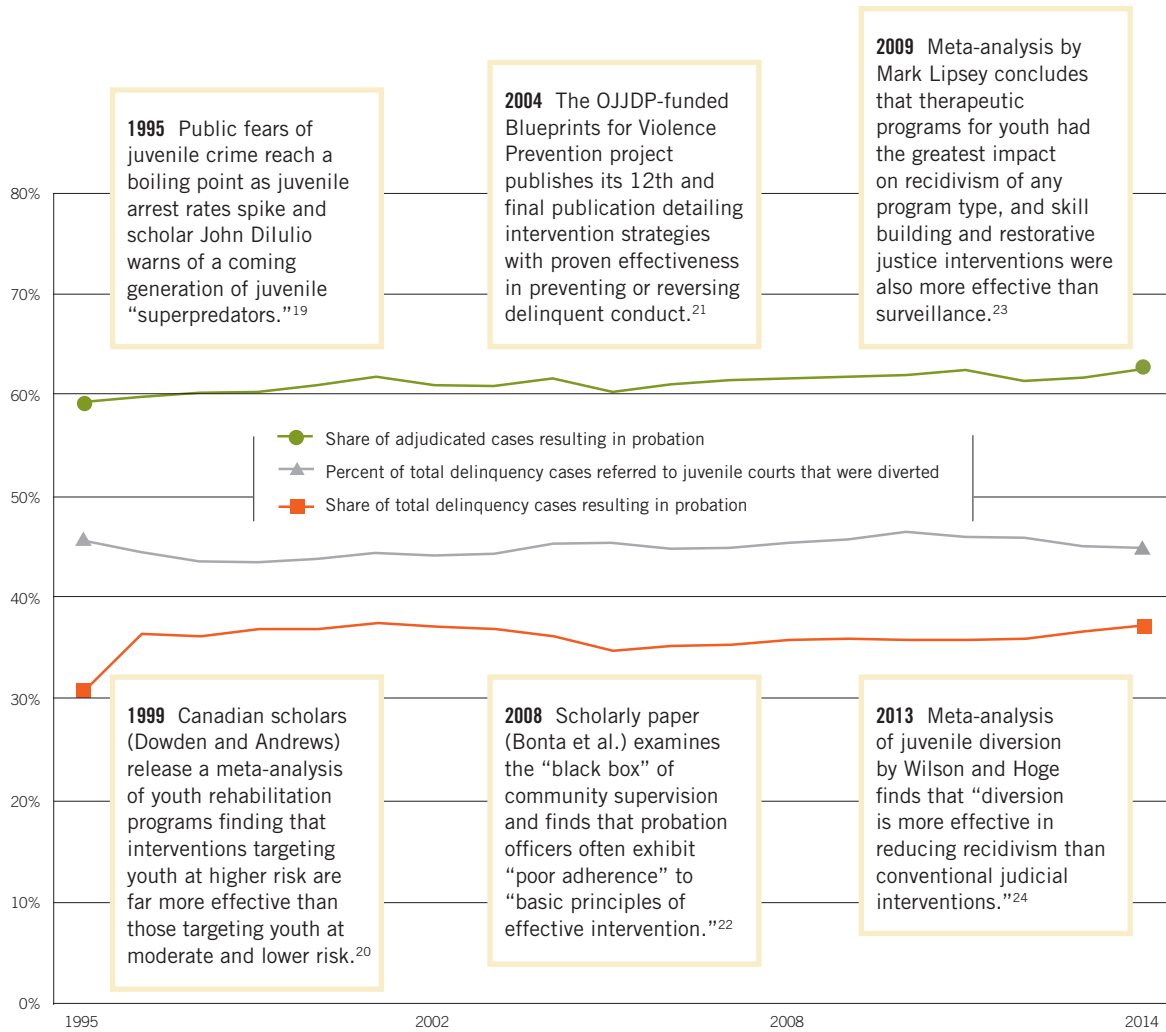 1995 Public fears of
juvenile crime reach a
boiling point as juvenile
arrest rates spike and
scholar John DiIulio
warns of a coming
generation of juvenile
“superpredators.”19
2004 The OJJDP-funded
Blueprints for Violence
Prevention project
publishes its 12th and
final publication detailing
intervention strategies
with proven effectiveness
in preventing or reversing
delinquent conduct.21
2009 Meta-analysis by
Mark Lipsey concludes
that therapeutic
programs for youth had
the greatest impact
on recidivism of any
program type, and skill
building and restorative
justice interventions were
also more effective than
surveillance.23
80%
70%
60%
50%
40%
30%
20%
10%
0%
Share of adjudicated cases resulting in probation
Percent of total delinquency cases referred to juvenile courts that were diverted
Share of total delinquency cases resulting in probation
1999 Canadian scholars
(Dowden and Andrews)
release a meta-analysis
of youth rehabilitation
programs finding that
interventions targeting
youth at higher risk are
far more effective than
those targeting youth at
moderate and lower risk.20
2008 Scholarly paper
(Bonta et al.) examines
the “black box” of
community supervision
and finds that probation
officers often exhibit
“poor adherence” to
“basic principles of
effective intervention.”22
2013 Meta-analysis
of juvenile diversion
by Wilson and Hoge
finds that “diversion
is more effective in
reducing recidivism than
conventional judicial
interventions.”24
1995
2002
2008
2014